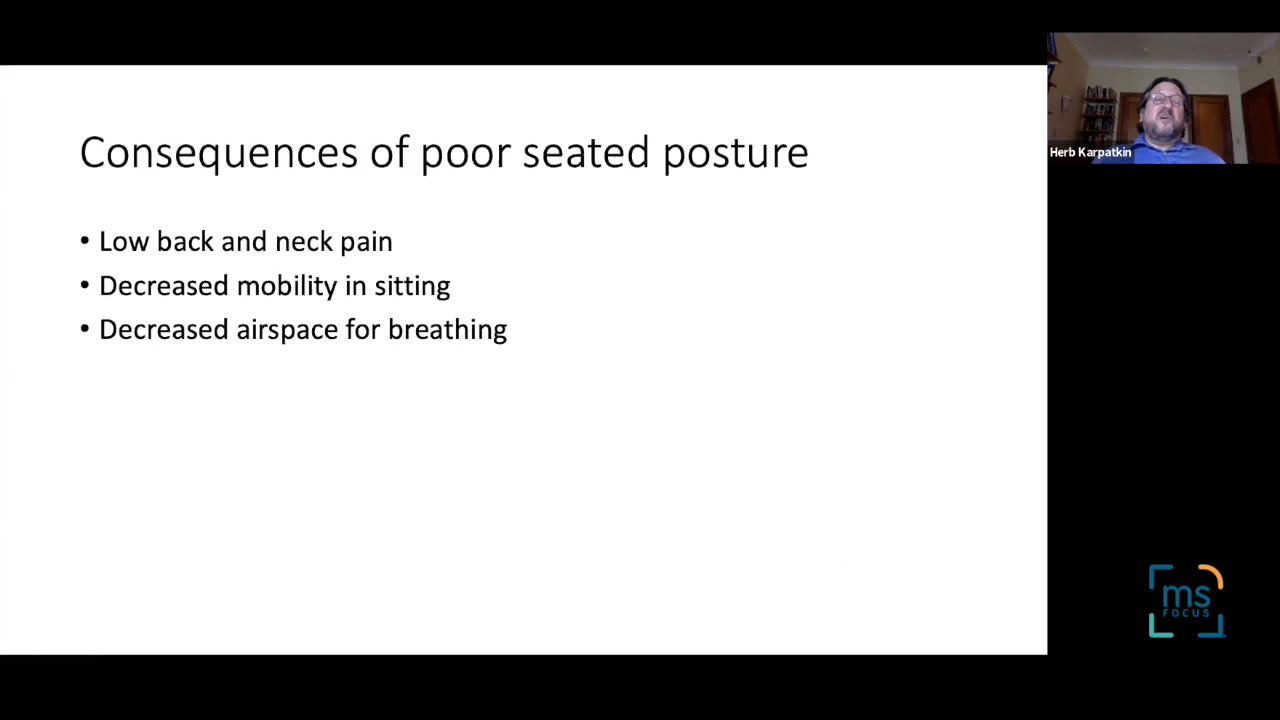 Consequences of poor seated posture
• Low back and neck pain
• Decreased mobility in sitting
• Decreased airspace for breathing
Herb Karpatkin
ms
FOCUS